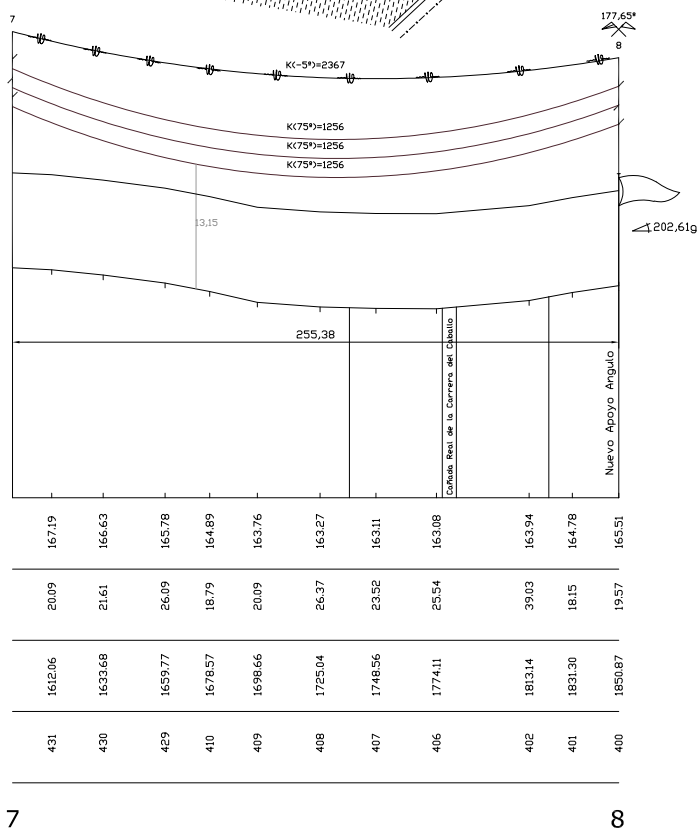 7
177,65ª
8
K(-5º)=2367
K(75º)=1256
K(75º)=1256
K(75º)=1256
13,15
202,61g
255,38
Cañada Real de la Carrera del Caballo
Nuevo Apoyo Angulo
167.19 166.63 165.78 164.89 163.76 163.27 163.11 163.08 163.94 164.78 165.51
20.09 21.61 26.09 18.79 20.09 26.37 23.52 25.54 39.03 18.15 19.57
1612.06 1633.68 1659.77 1678.57 1698.66 1725.04 1748.56 1774.11 1813.14 1831.30 1850.87
431 430 429 410 409 408 407 406 402 401 400
7 8